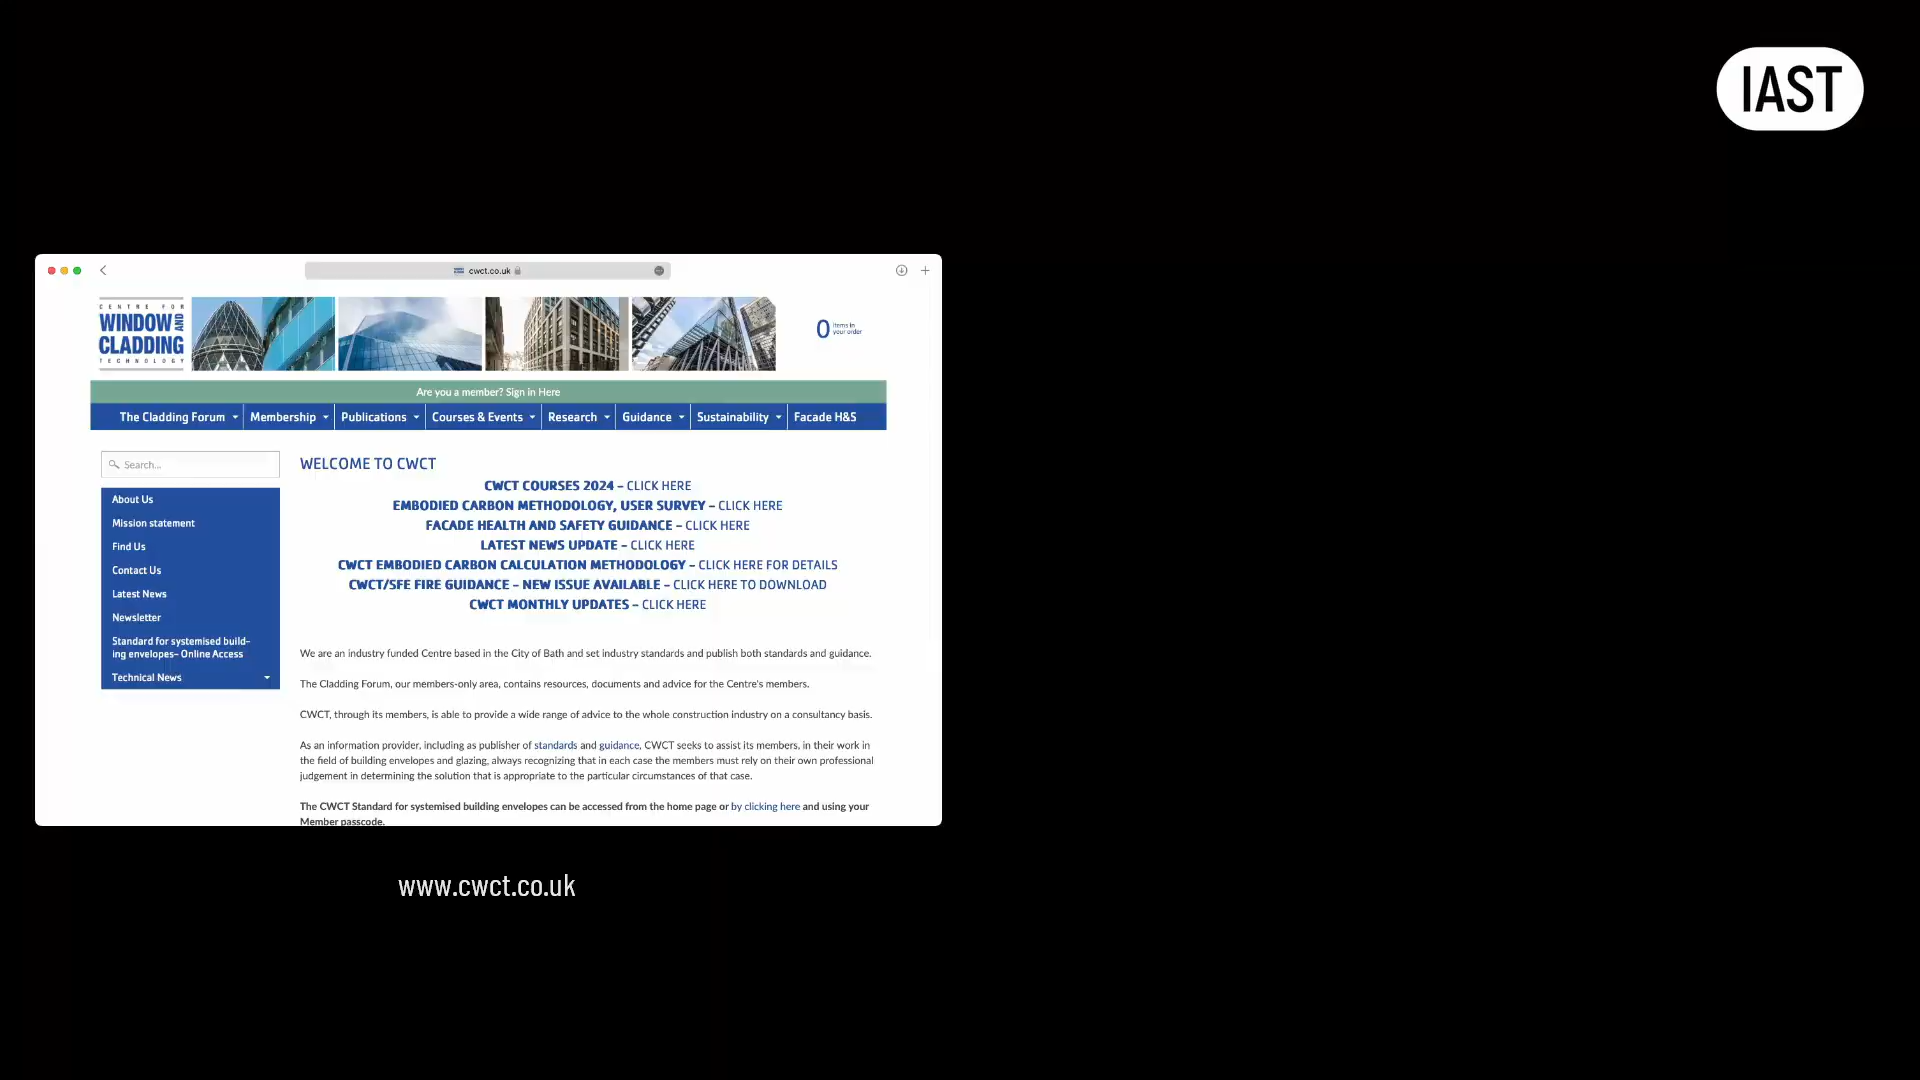 IAST
cwct.co.uk
CENTRE FOR
WINDOW AND
CLADDING
TECHNOLOGY
0 items in
your order
Are you a member? Sign in Here
The Cladding Forum Membership Publications Courses & Events Research Guidance Sustainability Facade H&S
Search...
About Us
Mission statement
Find Us
Contact Us
Latest News
Newsletter
Standard for systemised build-
ing envelopes– Online Access
Technical News
WELCOME TO CWCT
CWCT COURSES 2024 – CLICK HERE
EMBODIED CARBON METHODOLOGY, USER SURVEY – CLICK HERE
FACADE HEALTH AND SAFETY GUIDANCE – CLICK HERE
LATEST NEWS UPDATE – CLICK HERE
CWCT EMBODIED CARBON CALCULATION METHODOLOGY – CLICK HERE FOR DETAILS
CWCT/SFE FIRE GUIDANCE – NEW ISSUE AVAILABLE – CLICK HERE TO DOWNLOAD
CWCT MONTHLY UPDATES – CLICK HERE
We are an industry funded Centre based in the City of Bath and set industry standards and publish both standards and guidance.
The Cladding Forum, our members-only area, contains resources, documents and advice for the Centre's members.
CWCT, through its members, is able to provide a wide range of advice to the whole construction industry on a consultancy basis.
As an information provider, including as publisher of standards and guidance, CWCT seeks to assist its members, in their work in
the field of building envelopes and glazing, always recognizing that in each case the members must rely on their own professional
judgement in determining the solution that is appropriate to the particular circumstances of that case.
The CWCT Standard for systemised building envelopes can be accessed from the home page or by clicking here and using your
Member passcode.
www.cwct.co.uk